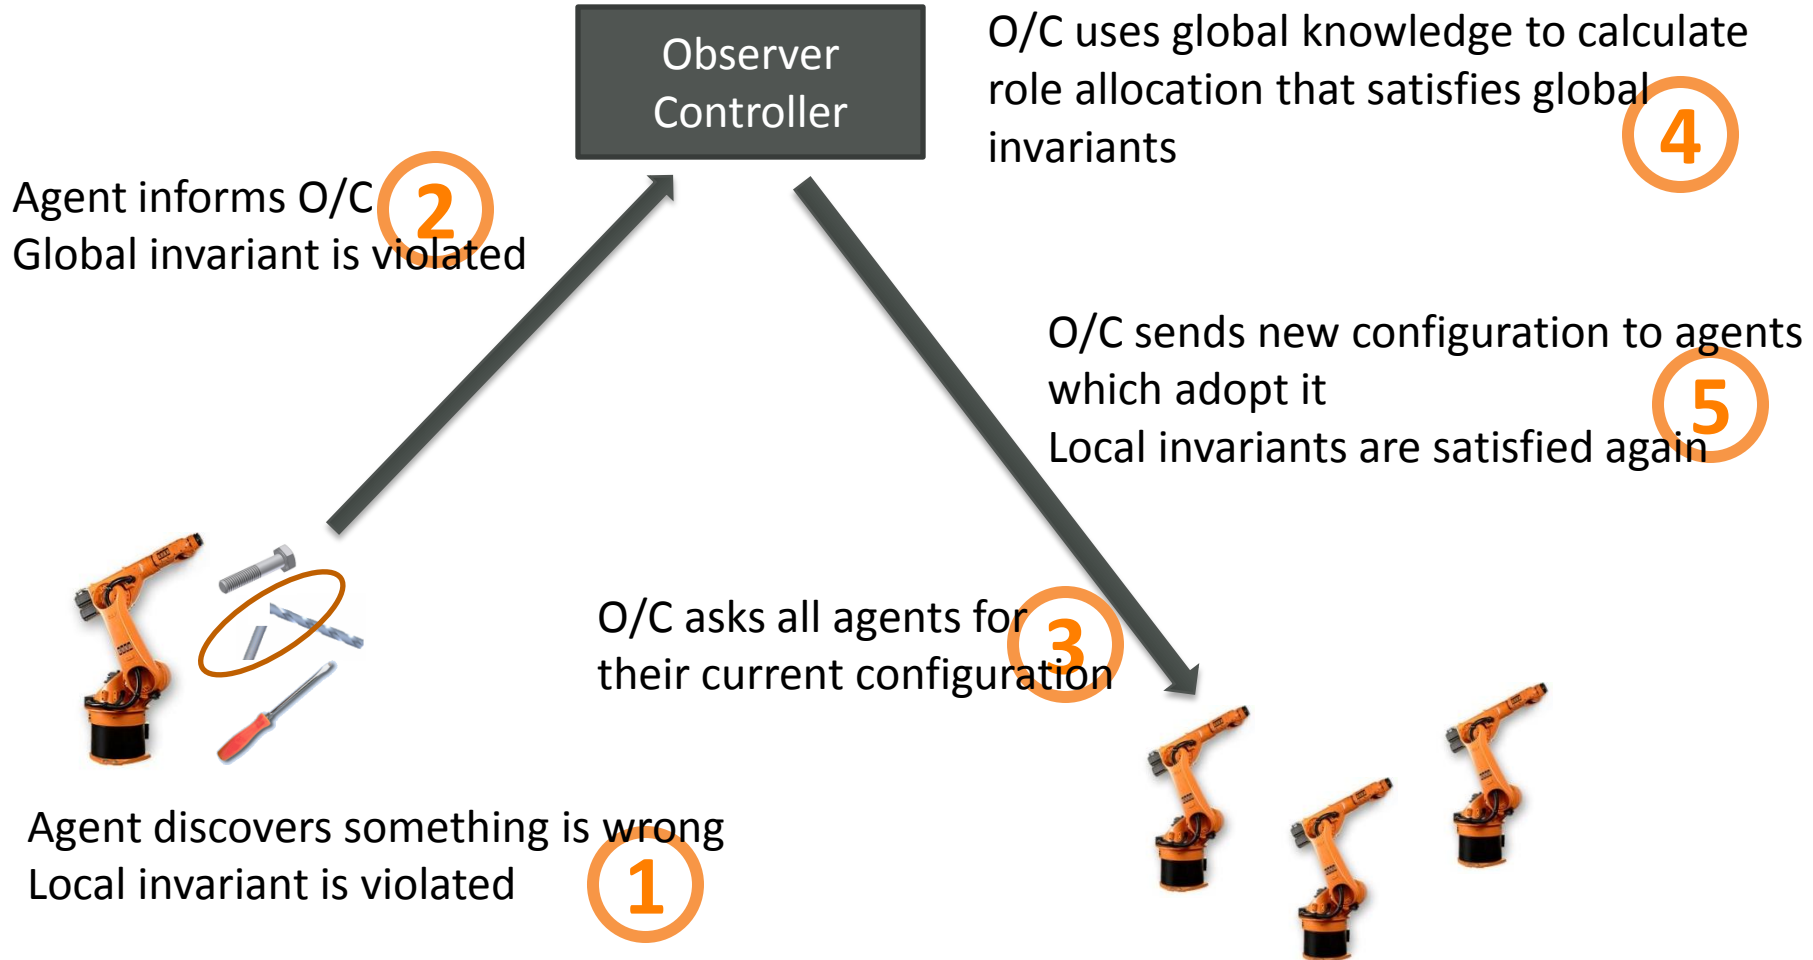 Observer
Controller
O/C uses global knowledge to calculate
role allocation that satisfies global
invariants
4
Agent informs O/C
Global invariant is violated
2
O/C sends new configuration to agents
which adopt it
Local invariants are satisfied again
5
O/C asks all agents for
their current configuration
3
Agent discovers something is wrong
Local invariant is violated
1